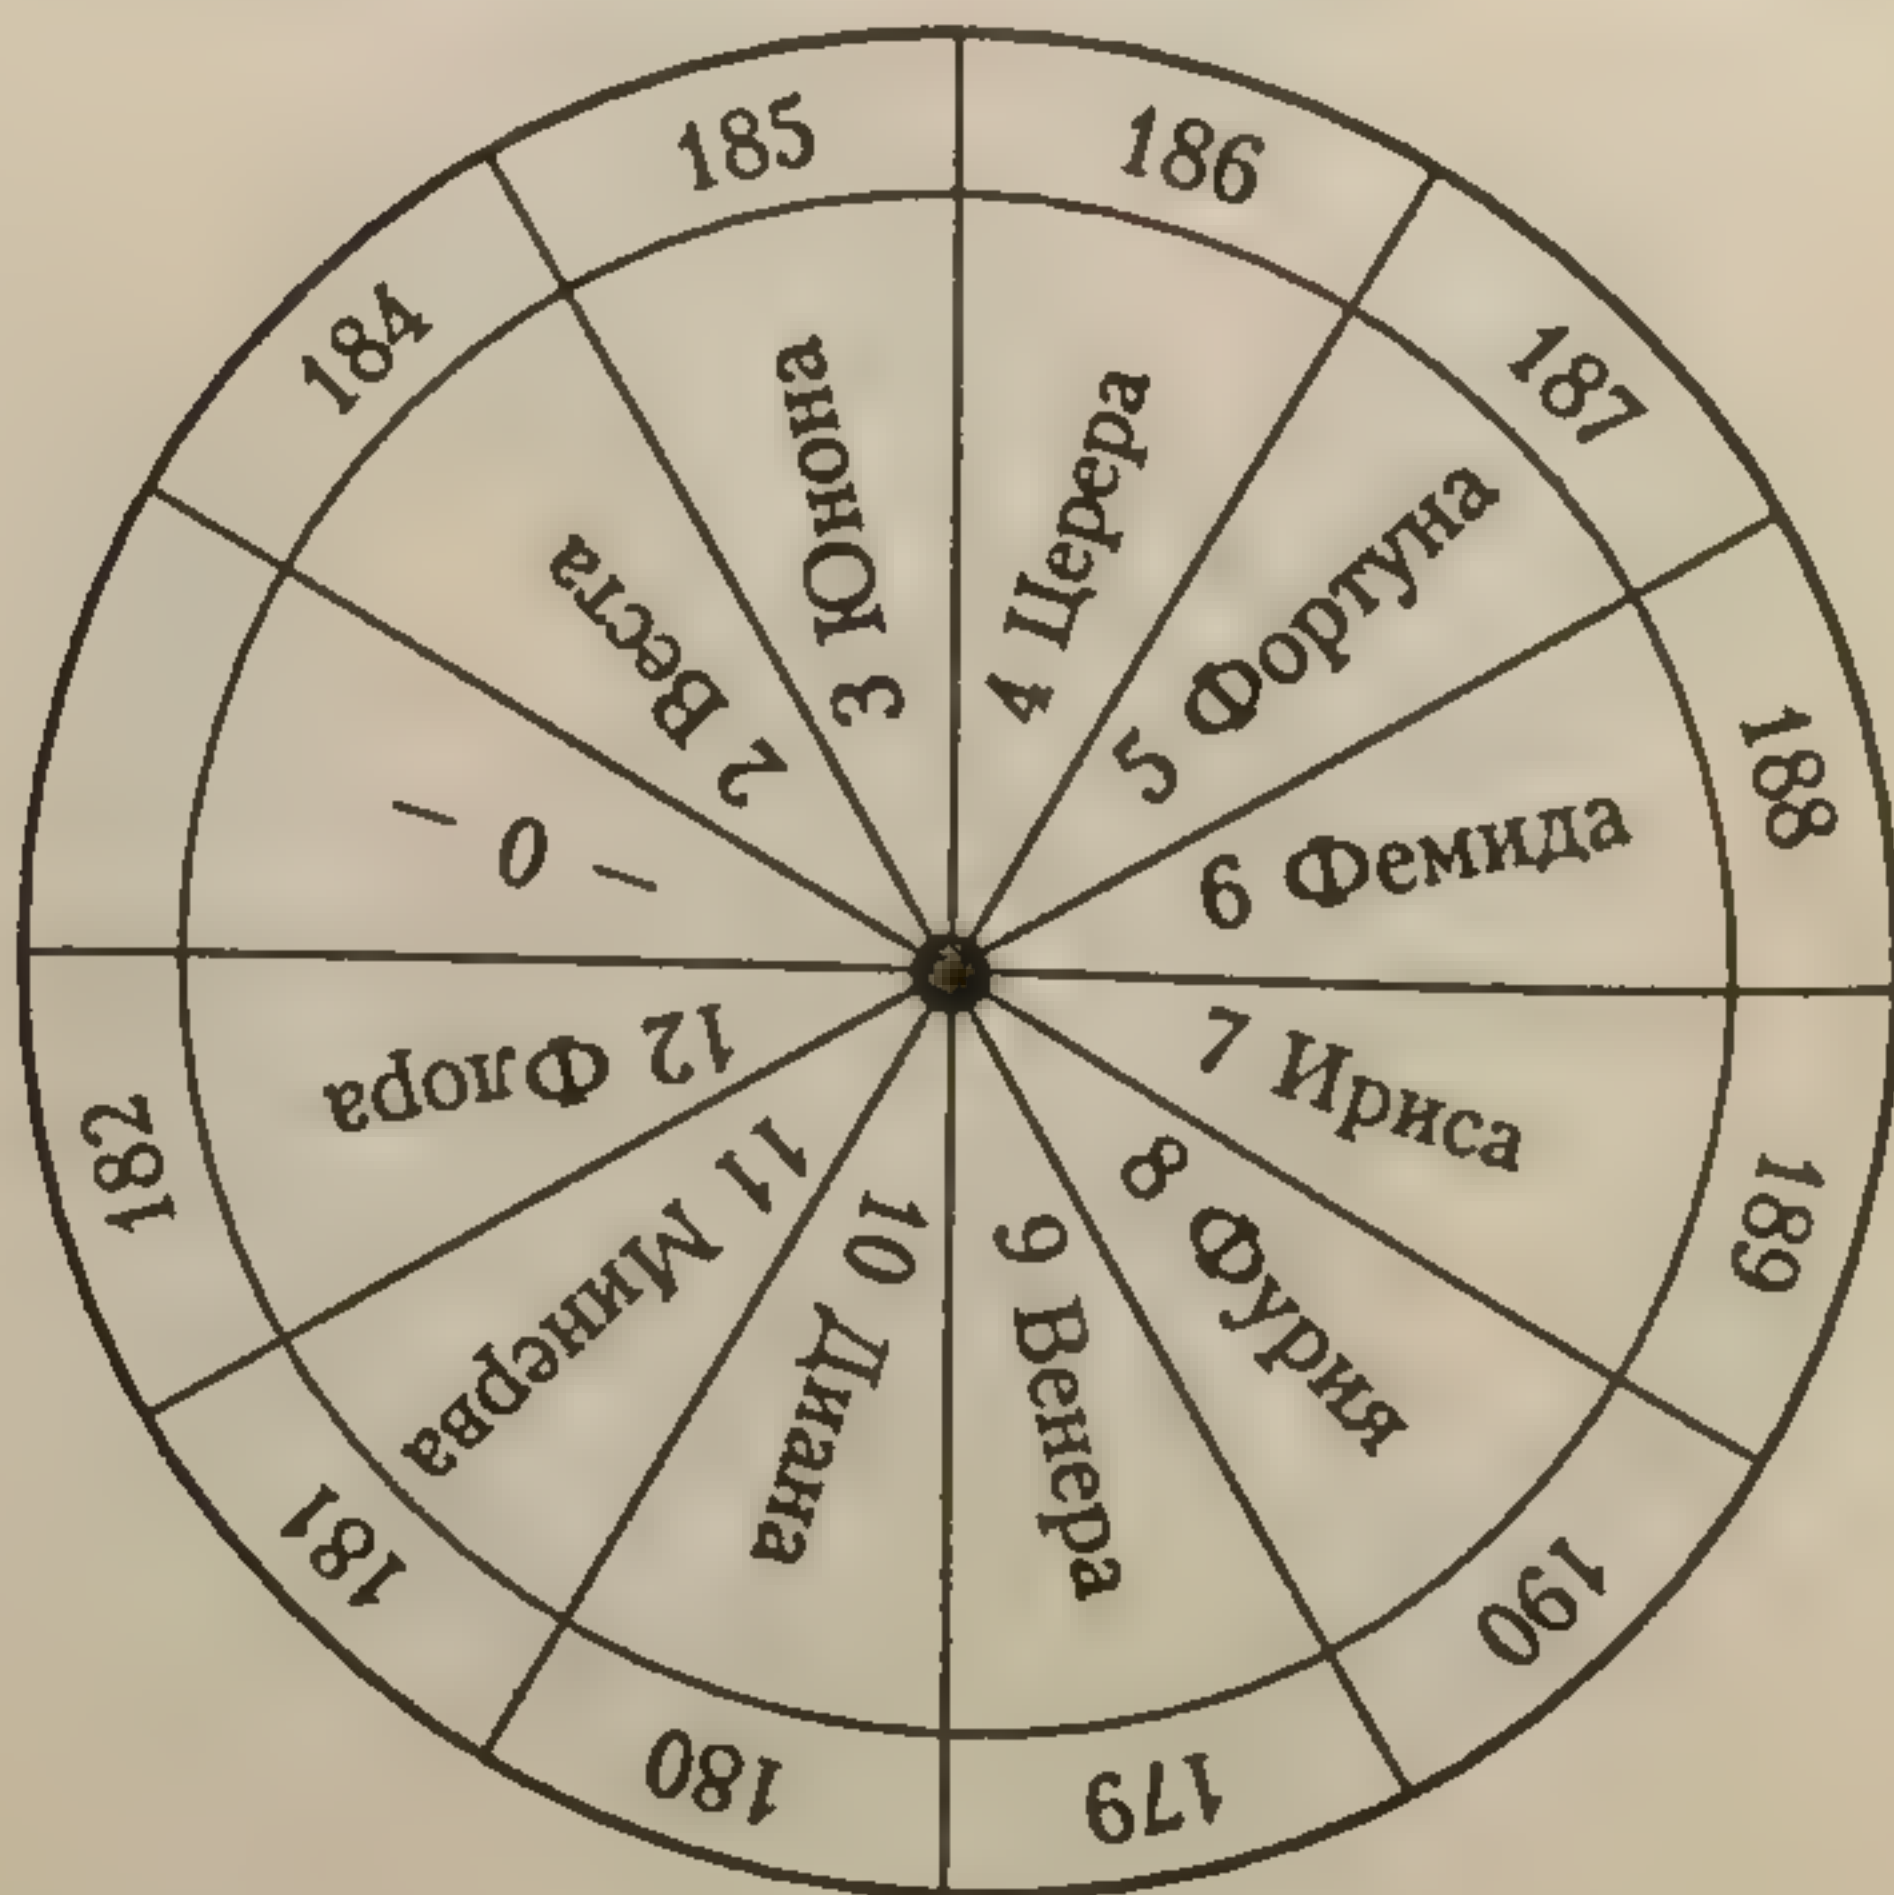 185
186
187
188
189
190
179
180
181
182
184
— 0 —
2 Веста
3 Юнона
4 Церера
5 Фортуна
6 Фемида
7 Ириса
8 Фурия
9 Венера
10 Диана
11 Минерва
12 Флора